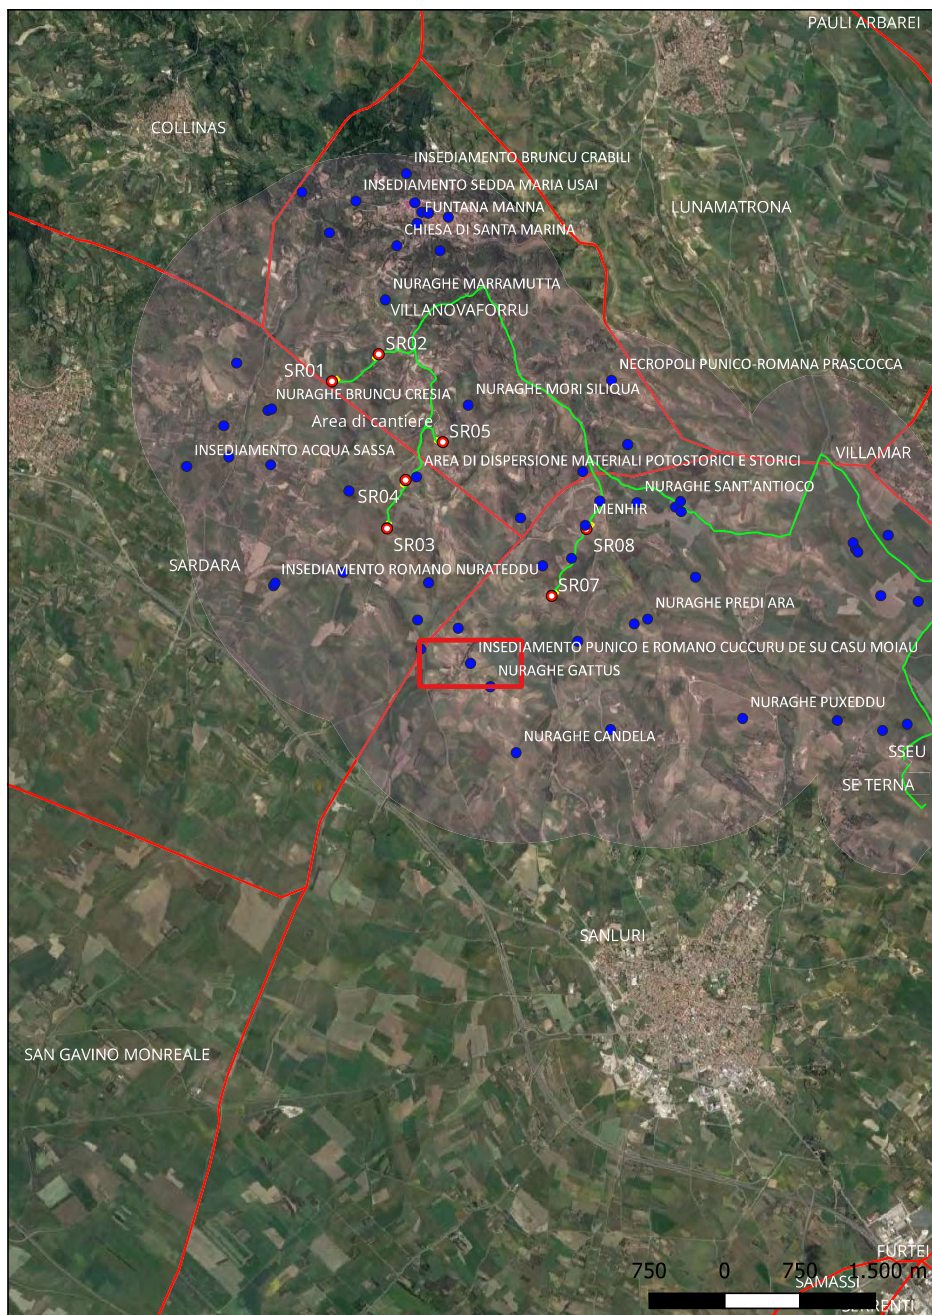 PAULI ARBAREI
COLLINAS
INSEDIAMENTO BRUNCU CRABILI
INSEDIAMENTO SEDDA MARIA USAI
FUNTANA MANNA
LUNAMATRONA
CHIESA DI SANTA MARINA
NURAGHE MARRAMUTTA
VILLANOVAFORRU
SR02
SR01
NECROPOLI PUNICO-ROMANA PRASCOCCA
NURAGHE BRUNCU CRESIA
NURAGHE MORI SILIQUA
Area di cantiere
SR05
INSEDIAMENTO ACQUA SASSA
AREA DI DISPERSIONE MATERIALI POTOSTORICI E STORICI
VILLAMAR
SR04
NURAGHE SANT'ANTIOCO
MENHIR
SR03
SR08
SARDARA
INSEDIAMENTO ROMANO NURATEDDU
SR07
NURAGHE PREDI ARA
INSEDIAMENTO PUNICO E ROMANO CUCCURU DE SU CASU MOIAU
NURAGHE GATTUS
NURAGHE PUXEDDU
NURAGHE CANDELA
SSEU
SE TERNA
SANLURI
SAN GAVINO MONREALE
FURTEI
750 0 750 1.500 m
SAMASSI
SERRENTI